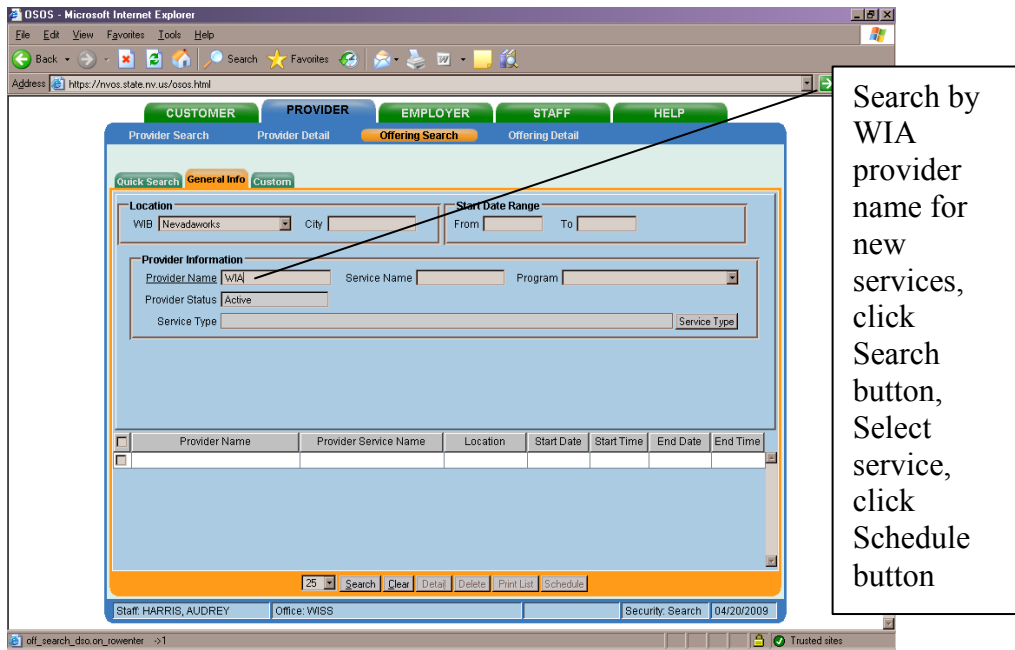 OSOS - Microsoft Internet Explorer
File Edit View Favorites Tools Help
Back Search Favorites
Address https://nvos.state.nv.us/osos.html
CUSTOMER PROVIDER EMPLOYER STAFF HELP
Provider Search Provider Detail Offering Search Offering Detail
Quick Search General Info Custom
Location Start Date Range
WIB Nevadaworks City From To
Provider Information
Provider Name WIA Service Name Program
Provider Status Active
Service Type Service Type
Provider Name Provider Service Name Location Start Date Start Time End Date End Time
25 Search Clear Detail Delete Print List Schedule
Staff: HARRIS, AUDREY Office: WISS Security: Search 04/20/2009
off_search_dso.on_rowenter ->1 Trusted sites
Search by
WIA
provider
name for
new
services,
click
Search
button,
Select
service,
click
Schedule
button